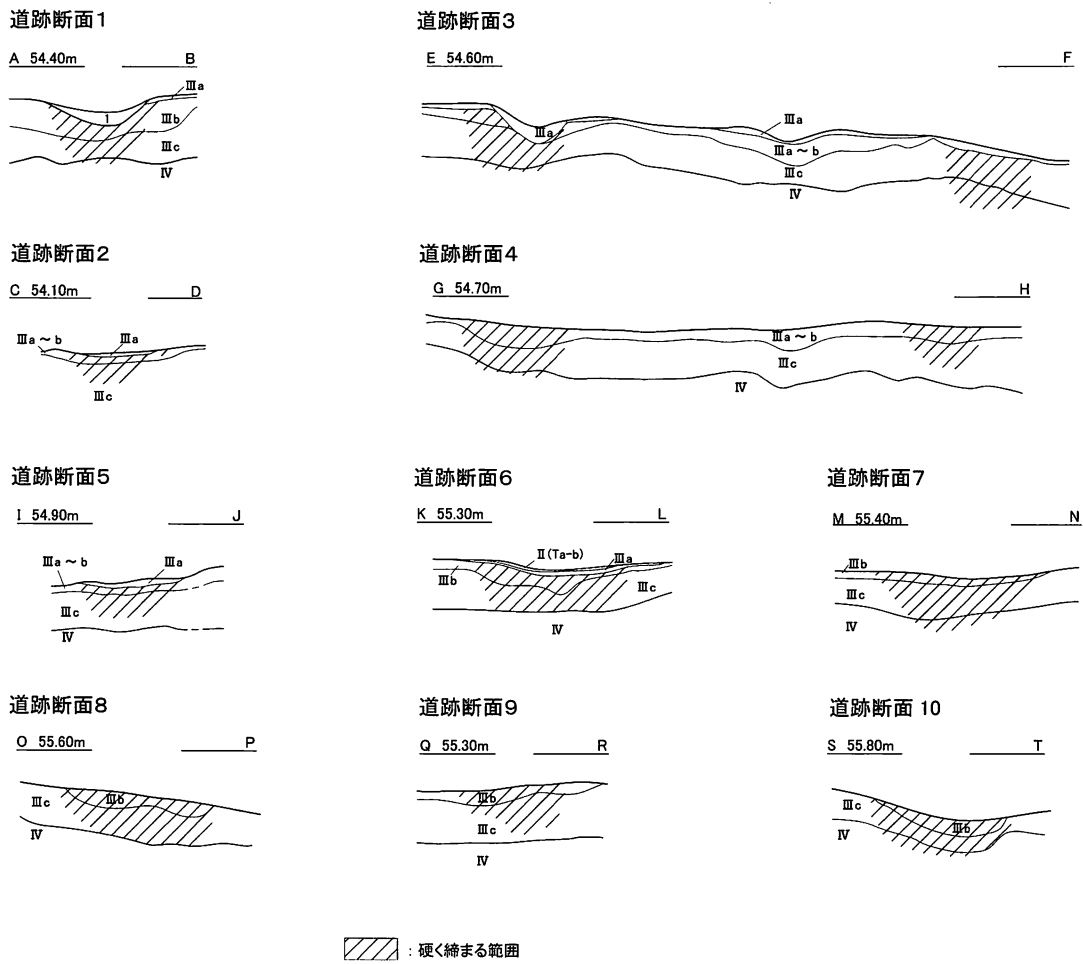 道跡断面1
A 54.40m B
Ⅲa
1
Ⅲb
Ⅲc
Ⅳ
道跡断面3
E 54.60m F
Ⅲa
Ⅲa
Ⅲa～b
Ⅲc
Ⅳ
道跡断面2
C 54.10m D
Ⅲa～b
Ⅲa
Ⅲc
道跡断面4
G 54.70m H
Ⅲa～b
Ⅲc
Ⅳ
道跡断面5
I 54.90m J
Ⅲa～b
Ⅲa
Ⅲc
Ⅳ
道跡断面6
K 55.30m L
Ⅱ(Ta-b)
Ⅲa
Ⅲb
Ⅲc
Ⅳ
道跡断面7
M 55.40m N
Ⅲb
Ⅲc
Ⅳ
道跡断面8
O 55.60m P
Ⅲb
Ⅲc
Ⅳ
道跡断面9
Q 55.30m R
Ⅲb
Ⅲc
Ⅳ
道跡断面 10
S 55.80m T
Ⅲc
Ⅲb
Ⅳ
：硬く締まる範囲